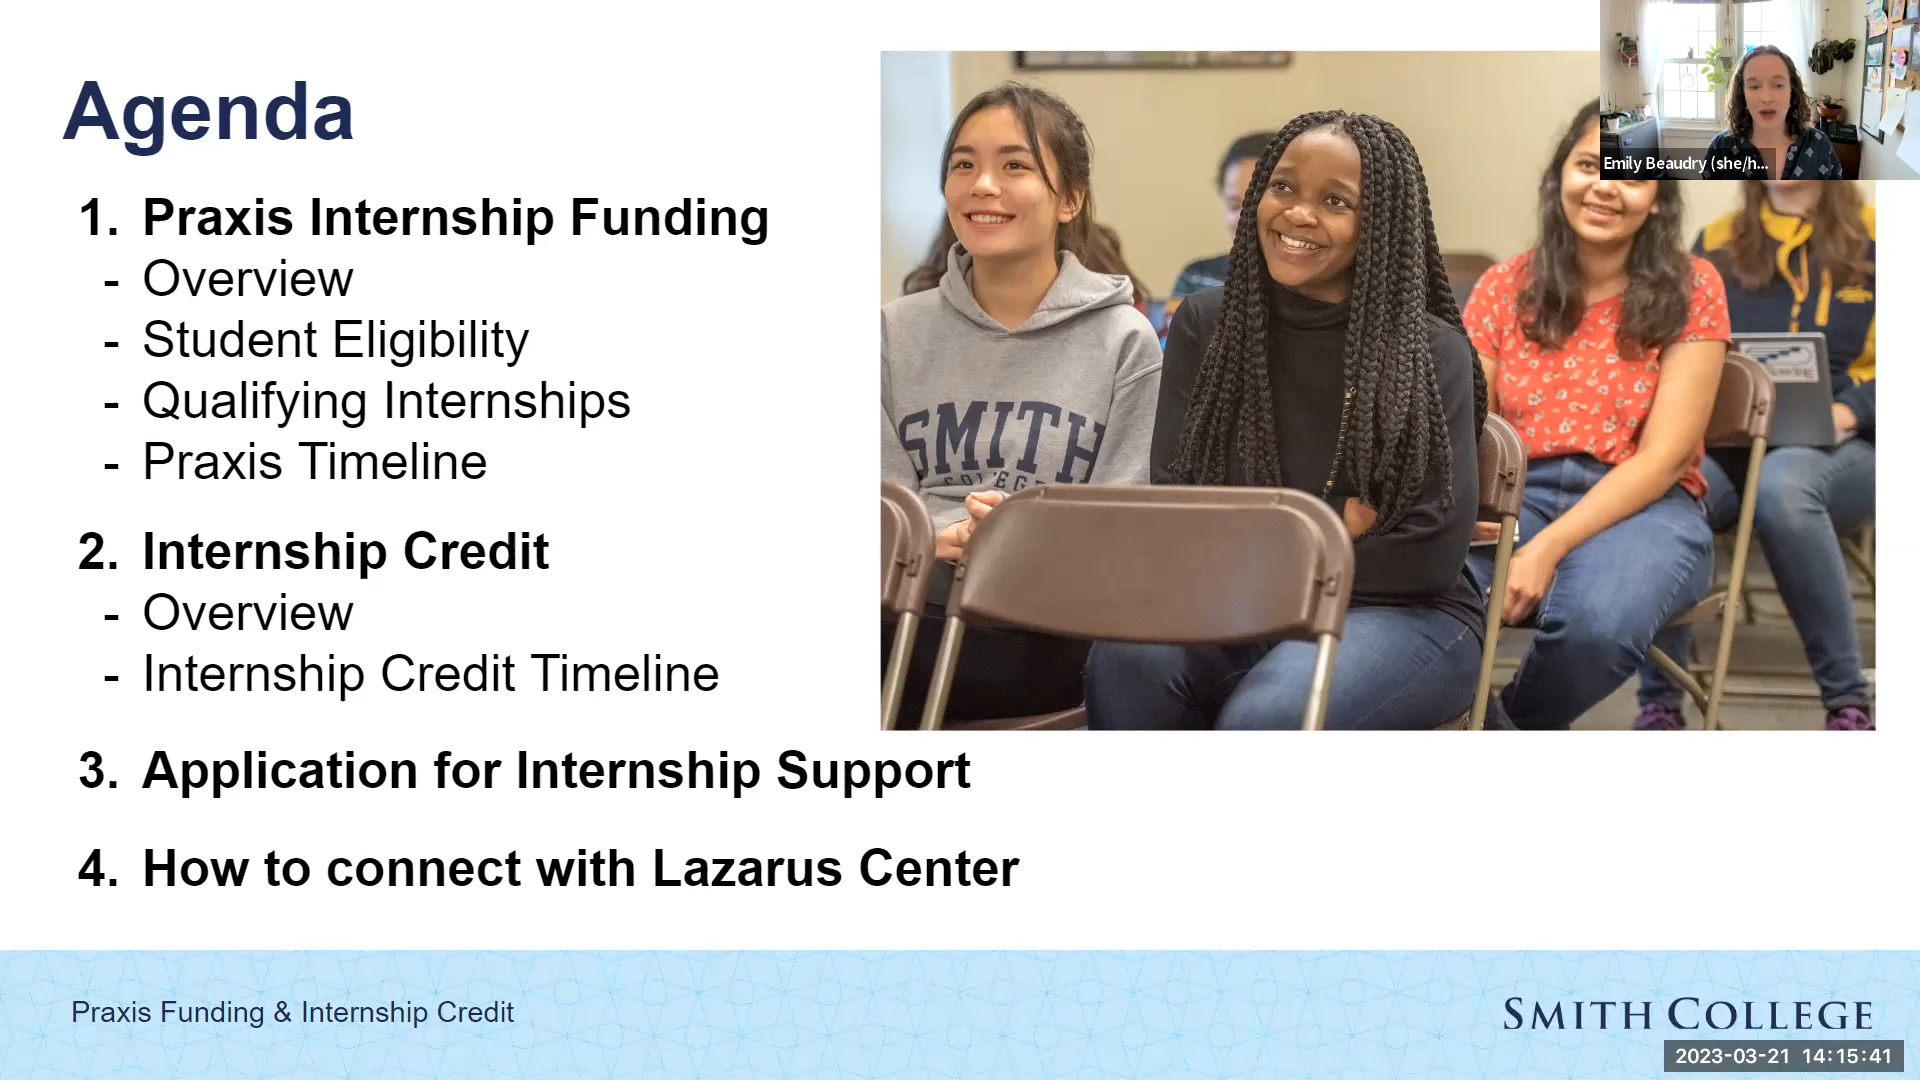 Agenda
1. Praxis Internship Funding
- Overview
- Student Eligibility
- Qualifying Internships
- Praxis Timeline
2. Internship Credit
- Overview
- Internship Credit Timeline
3. Application for Internship Support
4. How to connect with Lazarus Center
Emily Beaudry (she/h...
SMITH
Praxis Funding & Internship Credit
SMITH COLLEGE
2023-03-21 14:15:41